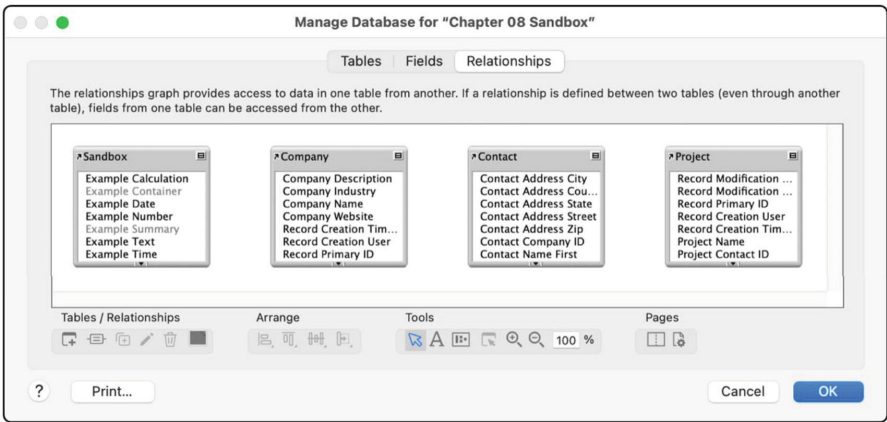 Manage Database for “Chapter 08 Sandbox”
Tables Fields Relationships
The relationships graph provides access to data in one table from another. If a relationship is defined between two tables (even through another
table), fields from one table can be accessed from the other.
Sandbox
Example Calculation
Example Container
Example Date
Example Number
Example Summary
Example Text
Example Time
Company
Company Description
Company Industry
Company Name
Company Website
Record Creation Tim...
Record Creation User
Record Primary ID
Contact
Contact Address City
Contact Address Cou...
Contact Address State
Contact Address Street
Contact Address Zip
Contact Company ID
Contact Name First
Project
Record Modification ...
Record Modification ...
Record Primary ID
Record Creation User
Record Creation Tim...
Project Name
Project Contact ID
Tables / Relationships Arrange Tools Pages
A 100 %
? Print... Cancel OK